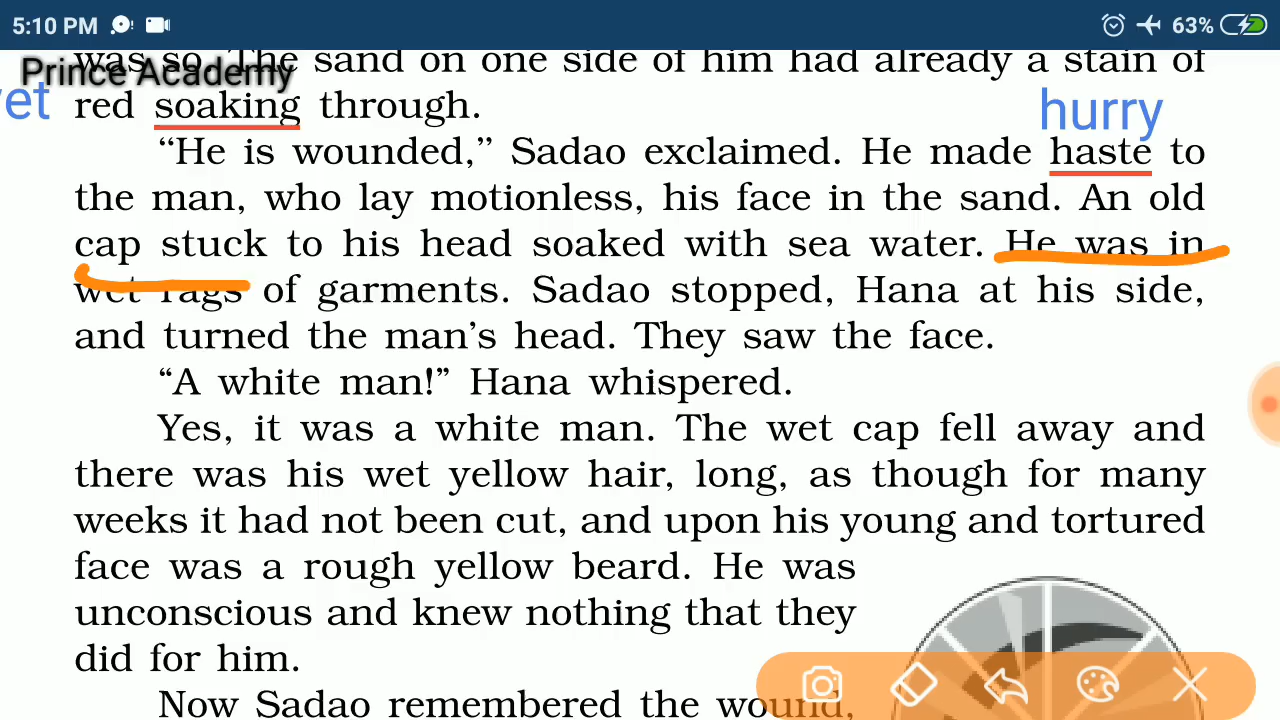 5:10 PM 63%
was so. The sand on one side of him had already a stain of
Prince Academy
et red soaking through. hurry
“He is wounded,” Sadao exclaimed. He made haste to
the man, who lay motionless, his face in the sand. An old
cap stuck to his head soaked with sea water. He was in
wet rags of garments. Sadao stopped, Hana at his side,
and turned the man’s head. They saw the face.
“A white man!” Hana whispered.
Yes, it was a white man. The wet cap fell away and
there was his wet yellow hair, long, as though for many
weeks it had not been cut, and upon his young and tortured
face was a rough yellow beard. He was
unconscious and knew nothing that they
did for him.
Now Sadao remembered the wound,